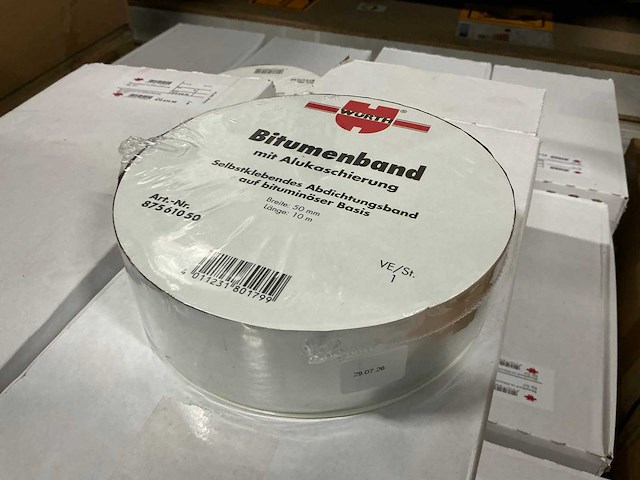 WÜRTH
Bitumenband
mit Alukaschierung
Selbstklebendes Abdichtungsband
auf bituminöser Basis
Breite: 50 mm
Länge: 10 m
Art.-Nr.
87561050
VE/St.
1
4 011231 801799
29.07.26